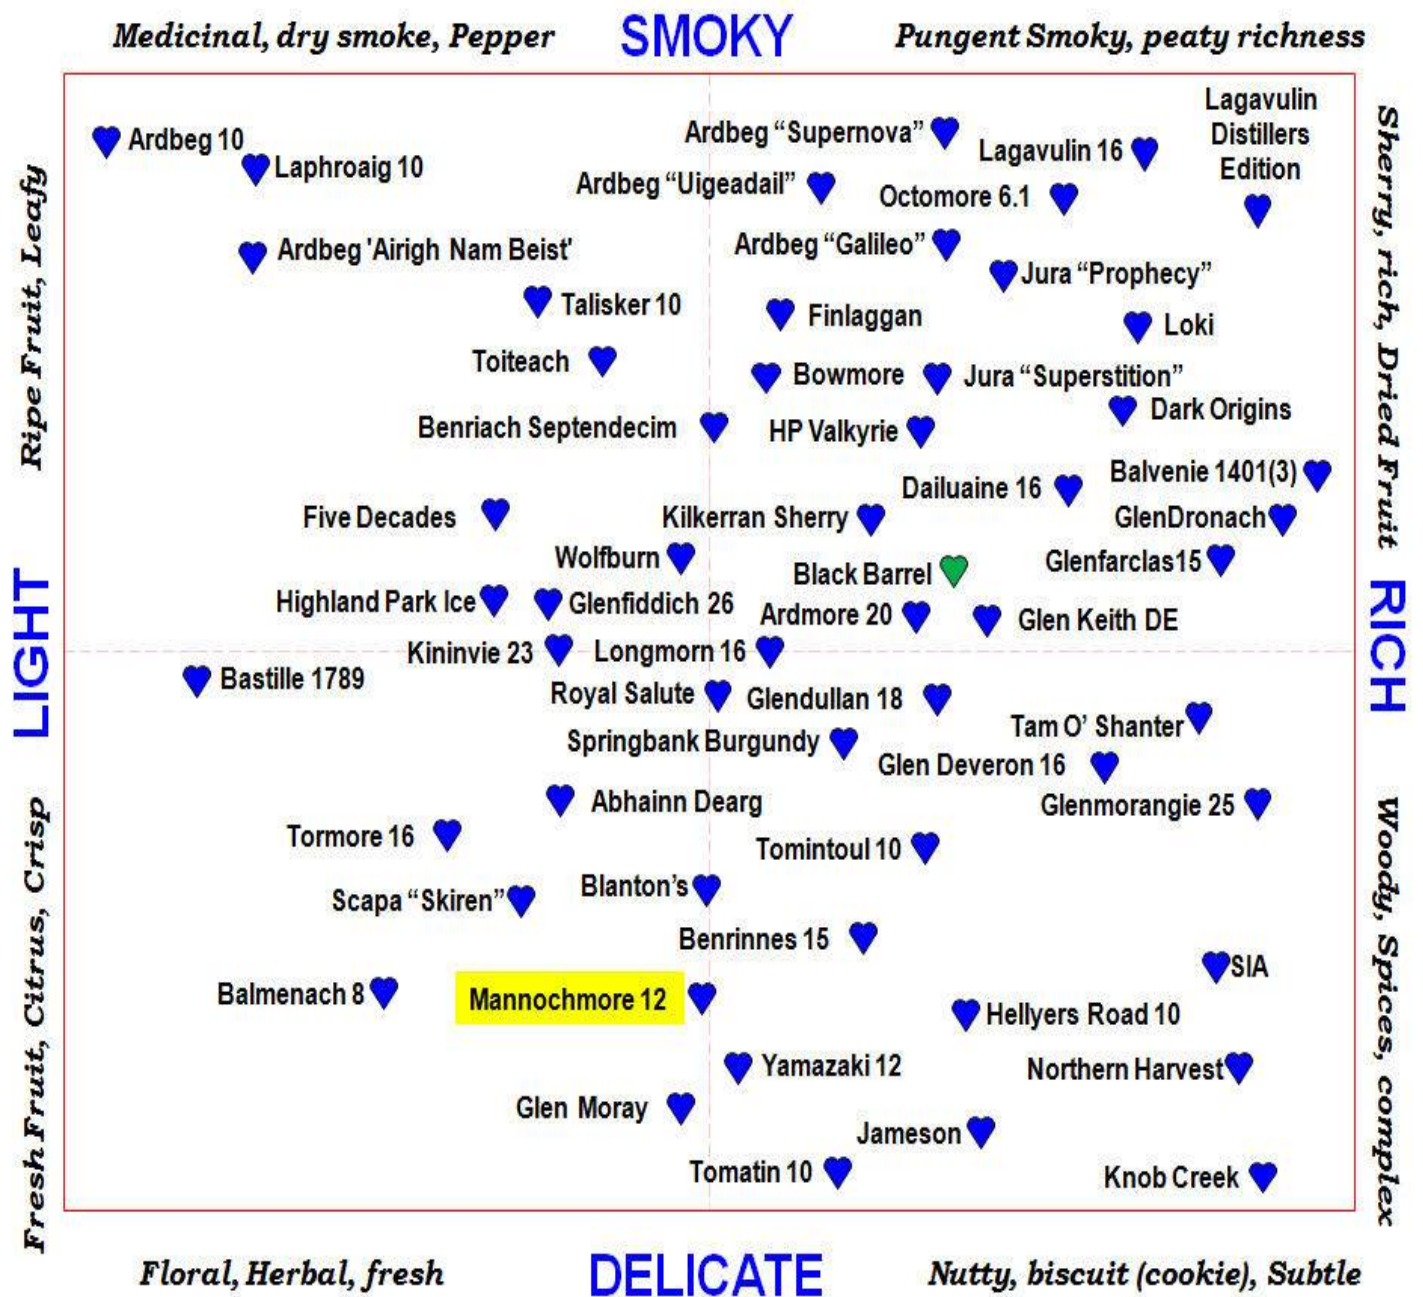 Medicinal, dry smoke, Pepper
SMOKY
Pungent Smoky, peaty richness
Ripe Fruit, Leafy
LIGHT
Fresh Fruit, Citrus, Crisp
Sherry, rich, Dried Fruit
RICH
Woody, Spices, complex
Lagavulin
Distillers
Edition
Ardbeg 10
Ardbeg “Supernova”
Lagavulin 16
Laphroaig 10
Ardbeg “Uigeadail”
Octomore 6.1
Ardbeg 'Airigh Nam Beist'
Ardbeg “Galileo”
Jura “Prophecy”
Talisker 10
Finlaggan
Loki
Toiteach
Bowmore
Jura “Superstition”
Dark Origins
Benriach Septendecim
HP Valkyrie
Balvenie 1401(3)
Dailuaine 16
Five Decades
Kilkerran Sherry
GlenDronach
Wolfburn
Black Barrel
Glenfarclas15
Highland Park Ice
Glenfiddich 26
Ardmore 20
Glen Keith DE
Kininvie 23
Longmorn 16
Bastille 1789
Royal Salute
Glendullan 18
Tam O’ Shanter
Springbank Burgundy
Glen Deveron 16
Abhainn Dearg
Glenmorangie 25
Tormore 16
Tomintoul 10
Scapa “Skiren”
Blanton’s
Benrinnes 15
SIA
Balmenach 8
Mannochmore 12
Hellyers Road 10
Yamazaki 12
Northern Harvest
Glen Moray
Jameson
Tomatin 10
Knob Creek
Floral, Herbal, fresh
DELICATE
Nutty, biscuit (cookie), Subtle